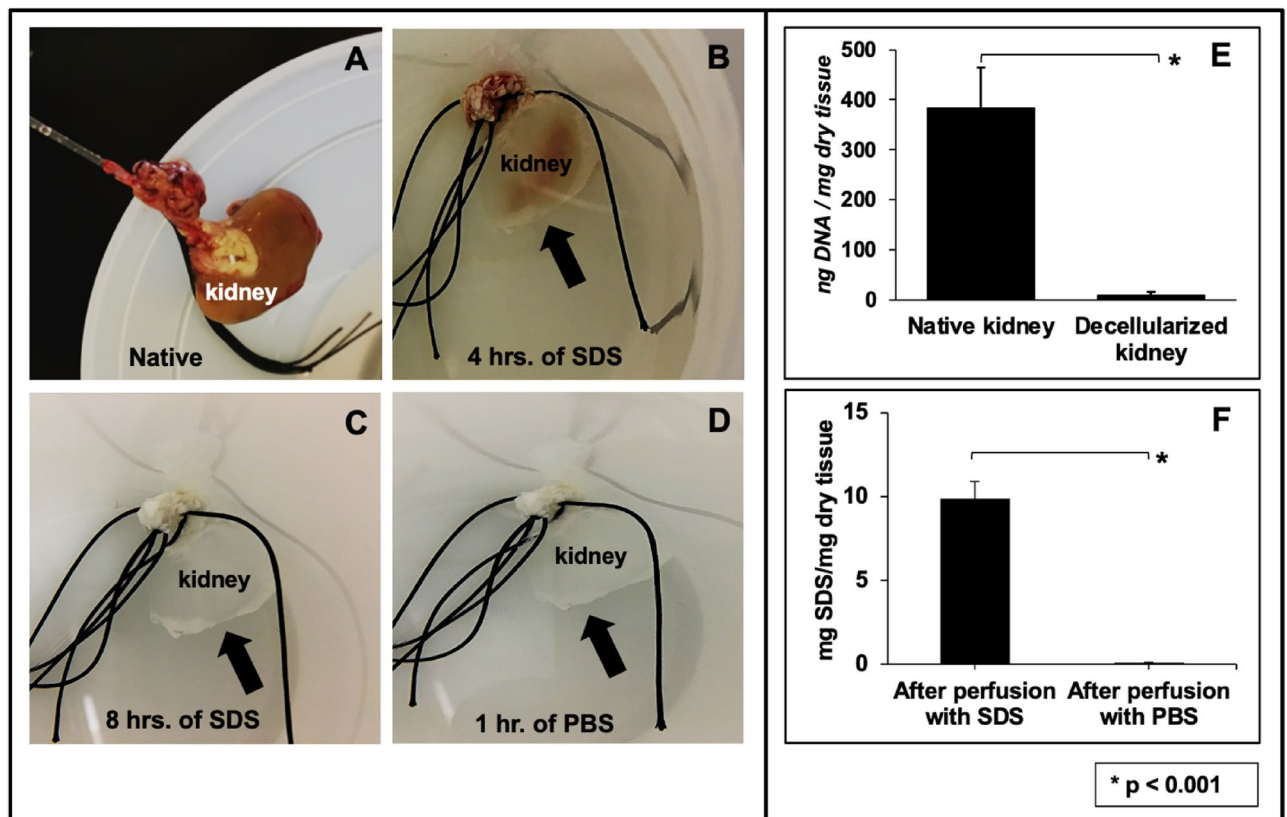 A
kidney
Native
B
kidney
4 hrs. of SDS
C
kidney
8 hrs. of SDS
D
kidney
1 hr. of PBS
E
ng DNA / mg dry tissue
500
400
300
200
100
0
Native kidney
Decellularized
kidney
*
F
mg SDS/mg dry tissue
15
10
5
0
After perfusion
with SDS
After perfusion
with PBS
*
* p < 0.001